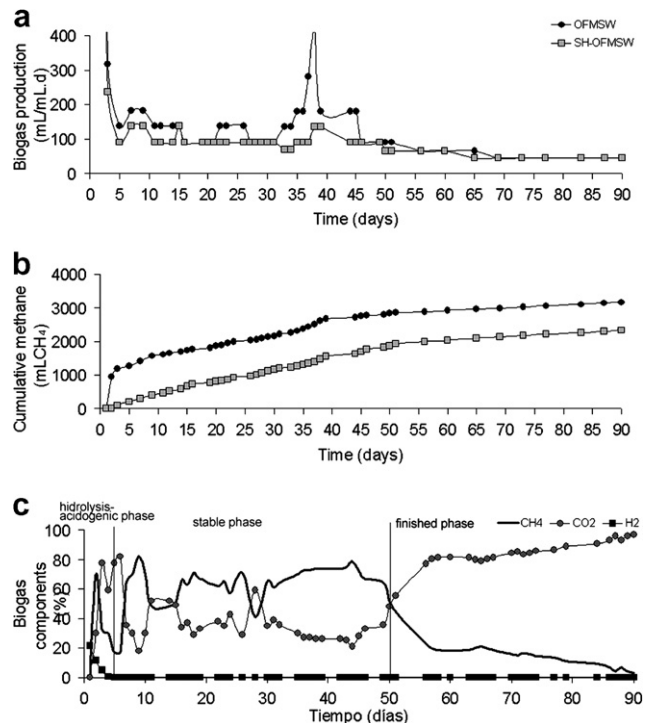 a
OFMSW
SH-OFMSW
Biogas production
(mL/mL.d)
400
300
200
100
0
0 5 10 15 20 25 30 35 40 45 50 55 60 65 70 75 80 85 90
Time (days)
b
Cumulative methane
(mLCH₄)
4000
3000
2000
1000
0
0 5 10 15 20 25 30 35 40 45 50 55 60 65 70 75 80 85 90
Time (days)
c
hidrolysis-
acidogenic phase
stable phase
finished phase
CH4 CO2 H2
Biogas
components
(%)
100
80
60
40
20
0
0 10 20 30 40 50 60 70 80 90
Tiempo (días)